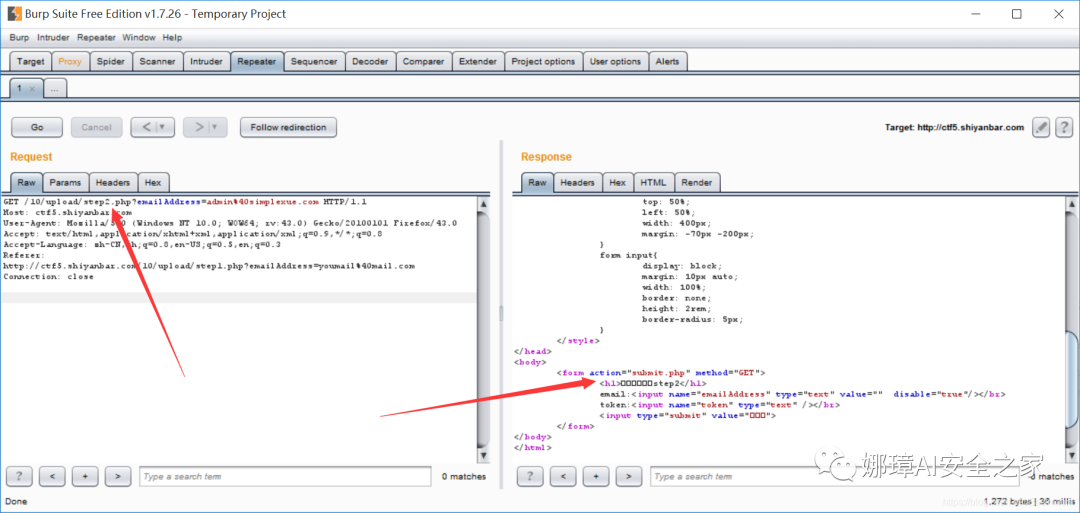 Burp Suite Free Edition v1.7.26 - Temporary Project
Burp Intruder Repeater Window Help
Target Proxy Spider Scanner Intruder Repeater Sequencer Decoder Comparer Extender Project options User options Alerts
1 × ...
Go Cancel < > Follow redirection Target: http://ctf5.shiyanbar.com ?
Request
Raw Params Headers Hex
GET /10/upload/step2.php?emailAddress=admin%40simplexue.com HTTP/1.1
Host: ctf5.shiyanbar.com
User-Agent: Mozilla/5.0 (Windows NT 10.0; WOW64; rv:43.0) Gecko/20100101 Firefox/43.0
Accept: text/html,application/xhtml+xml,application/xml;q=0.9,*/*;q=0.8
Accept-Language: zh-CN,zh;q=0.8,en-US;q=0.5,en;q=0.3
Referer:
http://ctf5.shiyanbar.com/10/upload/step1.php?emailAddress=youmail%40mail.com
Connection: close
? < + > Type a search term 0 matches
Response
Raw Headers Hex HTML Render
top: 50%;
left: 50%;
width: 400px;
margin: -70px -200px;
}
form input{
display: block;
margin: 10px auto;
width: 100%;
border: none;
height: 2rem;
border-radius: 5px;
}
</style>
</head>
<body>
<form action="submit.php" method="GET">
<h1>□□□□□□step2</h1>
email:<input name="emailAddress" type="text" value="" disable="true"/></br>
token:<input name="token" type="text" /></br>
<input type="submit" value="□□□">
</form>
</body>
</html>
? < + > Type a search term 0 matches
娜璋AI安全之家
Done
1,272 bytes | 36 millis